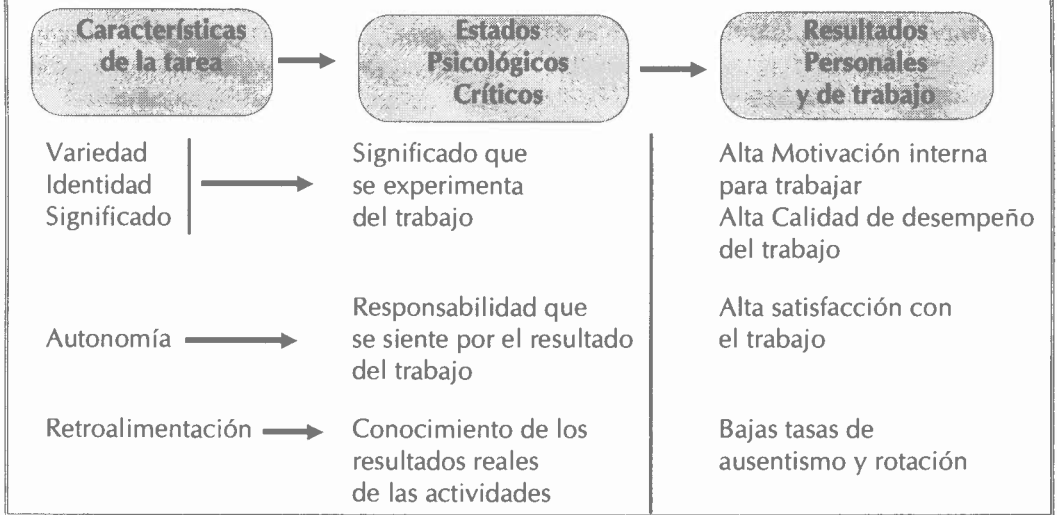 Características
de la tarea
Estados
Psicológicos
Críticos
Resultados
Personales
y de trabajo
Variedad
Identidad
Significado
Significado que
se experimenta
del trabajo
Alta Motivación interna
para trabajar
Alta Calidad de desempeño
del trabajo
Autonomía
Responsabilidad que
se siente por el resultado
del trabajo
Alta satisfacción con
el trabajo
Retroalimentación
Conocimiento de los
resultados reales
de las actividades
Bajas tasas de
ausentismo y rotación